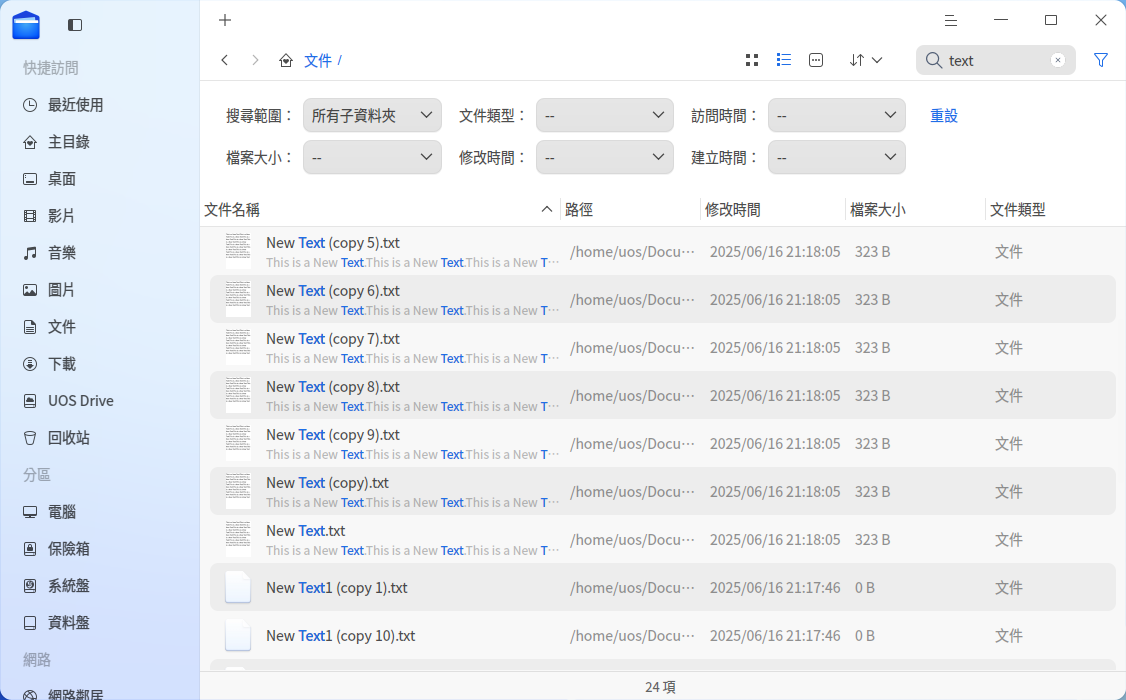 快捷訪問
最近使用
主目錄
桌面
影片
音樂
圖片
文件
下載
UOS Drive
回收站
分區
電腦
保險箱
系統盤
資料盤
網路
網路鄰居
文件 /
text
搜尋範圍： 所有子資料夾 文件類型： -- 訪問時間： -- 重設
檔案大小： -- 修改時間： -- 建立時間： --
文件名稱 路徑 修改時間 檔案大小 文件類型
New Text (copy 5).txt /home/uos/Docu··· 2025/06/16 21:18:05 323 B 文件
This is a New Text.This is a New Text.This is a New T···
New Text (copy 6).txt /home/uos/Docu··· 2025/06/16 21:18:05 323 B 文件
This is a New Text.This is a New Text.This is a New T···
New Text (copy 7).txt /home/uos/Docu··· 2025/06/16 21:18:05 323 B 文件
This is a New Text.This is a New Text.This is a New T···
New Text (copy 8).txt /home/uos/Docu··· 2025/06/16 21:18:05 323 B 文件
This is a New Text.This is a New Text.This is a New T···
New Text (copy 9).txt /home/uos/Docu··· 2025/06/16 21:18:05 323 B 文件
This is a New Text.This is a New Text.This is a New T···
New Text (copy).txt /home/uos/Docu··· 2025/06/16 21:18:05 323 B 文件
This is a New Text.This is a New Text.This is a New T···
New Text.txt /home/uos/Docu··· 2025/06/16 21:18:05 323 B 文件
This is a New Text.This is a New Text.This is a New T···
New Text1 (copy 1).txt /home/uos/Docu··· 2025/06/16 21:17:46 0 B 文件
New Text1 (copy 10).txt /home/uos/Docu··· 2025/06/16 21:17:46 0 B 文件
24 項